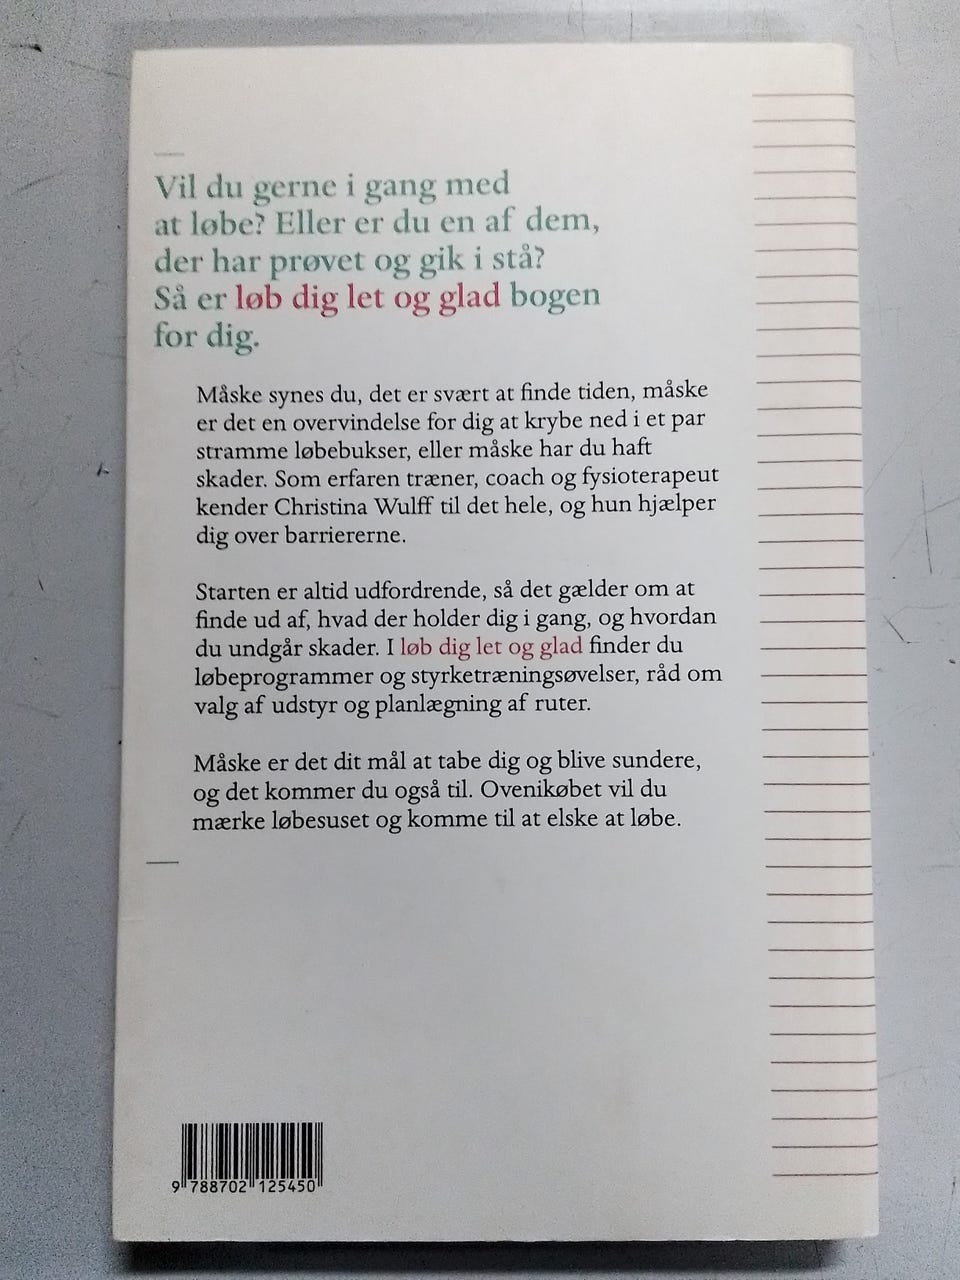 Vil du gerne i gang med
at løbe? Eller er du en af dem,
der har prøvet og gik i stå?
Så er løb dig let og glad bogen
for dig.
Måske synes du, det er svært at finde tiden, måske
er det en overvindelse for dig at krybe ned i et par
stramme løbebukser, eller måske har du haft
skader. Som erfaren træner, coach og fysioterapeut
kender Christina Wulff til det hele, og hun hjælper
dig over barriererne.
Starten er altid udfordrende, så det gælder om at
finde ud af, hvad der holder dig i gang, og hvordan
du undgår skader. I løb dig let og glad finder du
løbeprogrammer og styrketræningsøvelser, råd om
valg af udstyr og planlægning af ruter.
Måske er det dit mål at tabe dig og blive sundere,
og det kommer du også til. Ovenikøbet vil du
mærke løbesuset og komme til at elske at løbe.
9 788702 125450